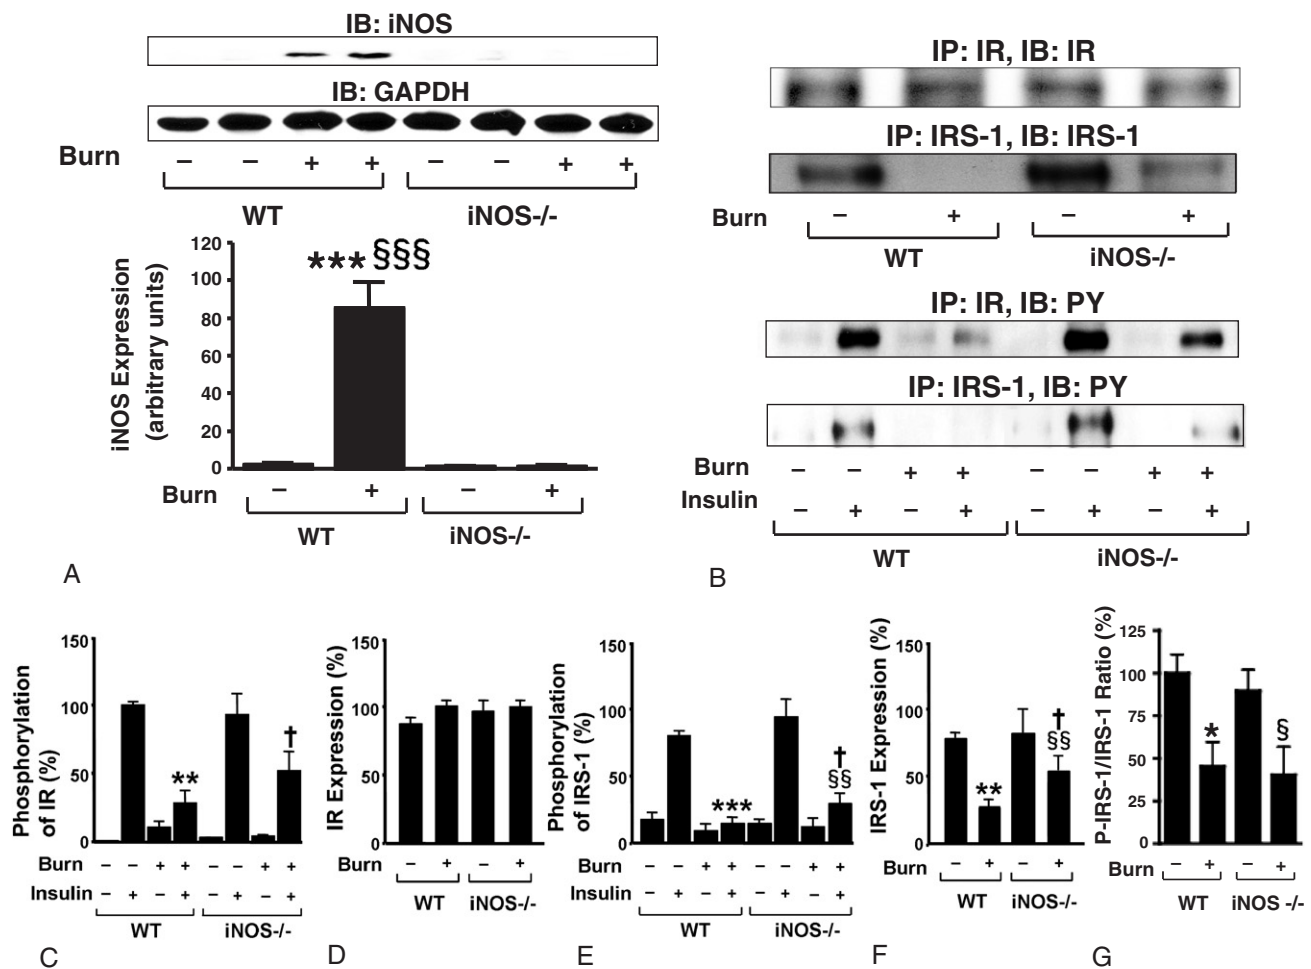 IB: iNOS
IB: GAPDH
Burn – – + + – – + +
WT iNOS-/-
iNOS Expression
(arbitrary units)
120
100
80
60
40
20
0
***§§§
Burn – + – +
WT iNOS-/-
A
IP: IR, IB: IR
IP: IRS-1, IB: IRS-1
Burn – + – +
WT iNOS-/-
IP: IR, IB: PY
IP: IRS-1, IB: PY
Burn – – + + – – + +
Insulin – + – + – + – +
WT iNOS-/-
B
Phosphorylation
of IR (%)
150
100
50
0
**
†
Burn – – + + – – + +
Insulin – + – + – + – +
WT iNOS-/-
C
IR Expression (%)
150
100
50
0
Burn – + – +
WT iNOS-/-
D
Phosphorylation
of IRS-1 (%)
150
100
50
0
***
†
§§
Burn – – + + – – + +
Insulin – + – + – + – +
WT iNOS-/-
E
IRS-1 Expression (%)
150
100
50
0
**
†
§§
Burn – + – +
WT iNOS-/-
F
P-IRS-1/IRS-1 Ratio (%)
125
100
75
50
25
0
*
§
Burn – + – +
WT iNOS -/-
G